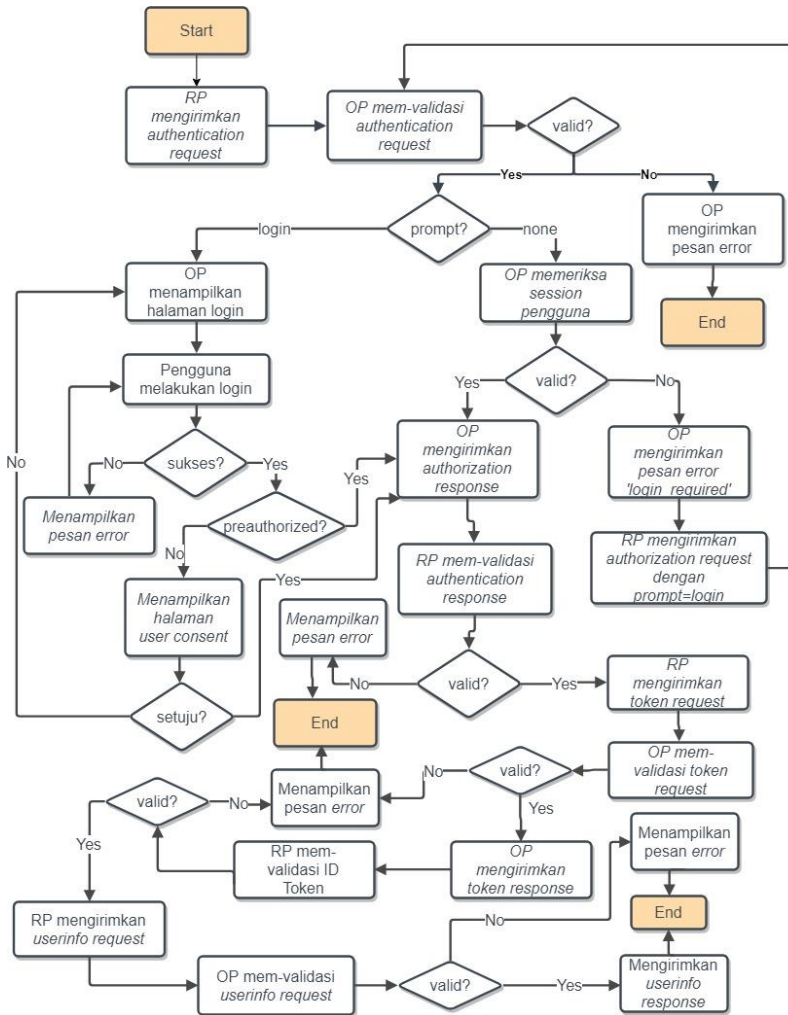 Start
RP
mengirimkan
authentication
request
OP mem-validasi
authentication
request
valid?
Yes
No
prompt?
login
none
OP
mengirimkan
pesan error
End
OP
menampilkan
halaman login
OP memeriksa
session
pengguna
Pengguna
melakukan login
valid?
Yes
No
No
sukses?
No
Yes
Menampilkan
pesan error
preauthorized?
Yes
No
OP
mengirimkan
authorization
response
OP
mengirimkan
pesan error
'login_required'
RP mengirimkan
authorization request
dengan
prompt=login
RP mem-validasi
authentication
response
Menampilkan
halaman
user consent
Yes
setuju?
Menampilkan
pesan error
valid?
No
Yes
End
RP
mengirimkan
token request
OP mem-
validasi token
request
valid?
No
Yes
Menampilkan
pesan error
valid?
No
Yes
OP
mengirimkan
token response
RP mem-
validasi ID
Token
RP mengirimkan
userinfo request
OP mem-validasi
userinfo request
valid?
No
Yes
Menampilkan
pesan error
End
Mengirimkan
userinfo
response